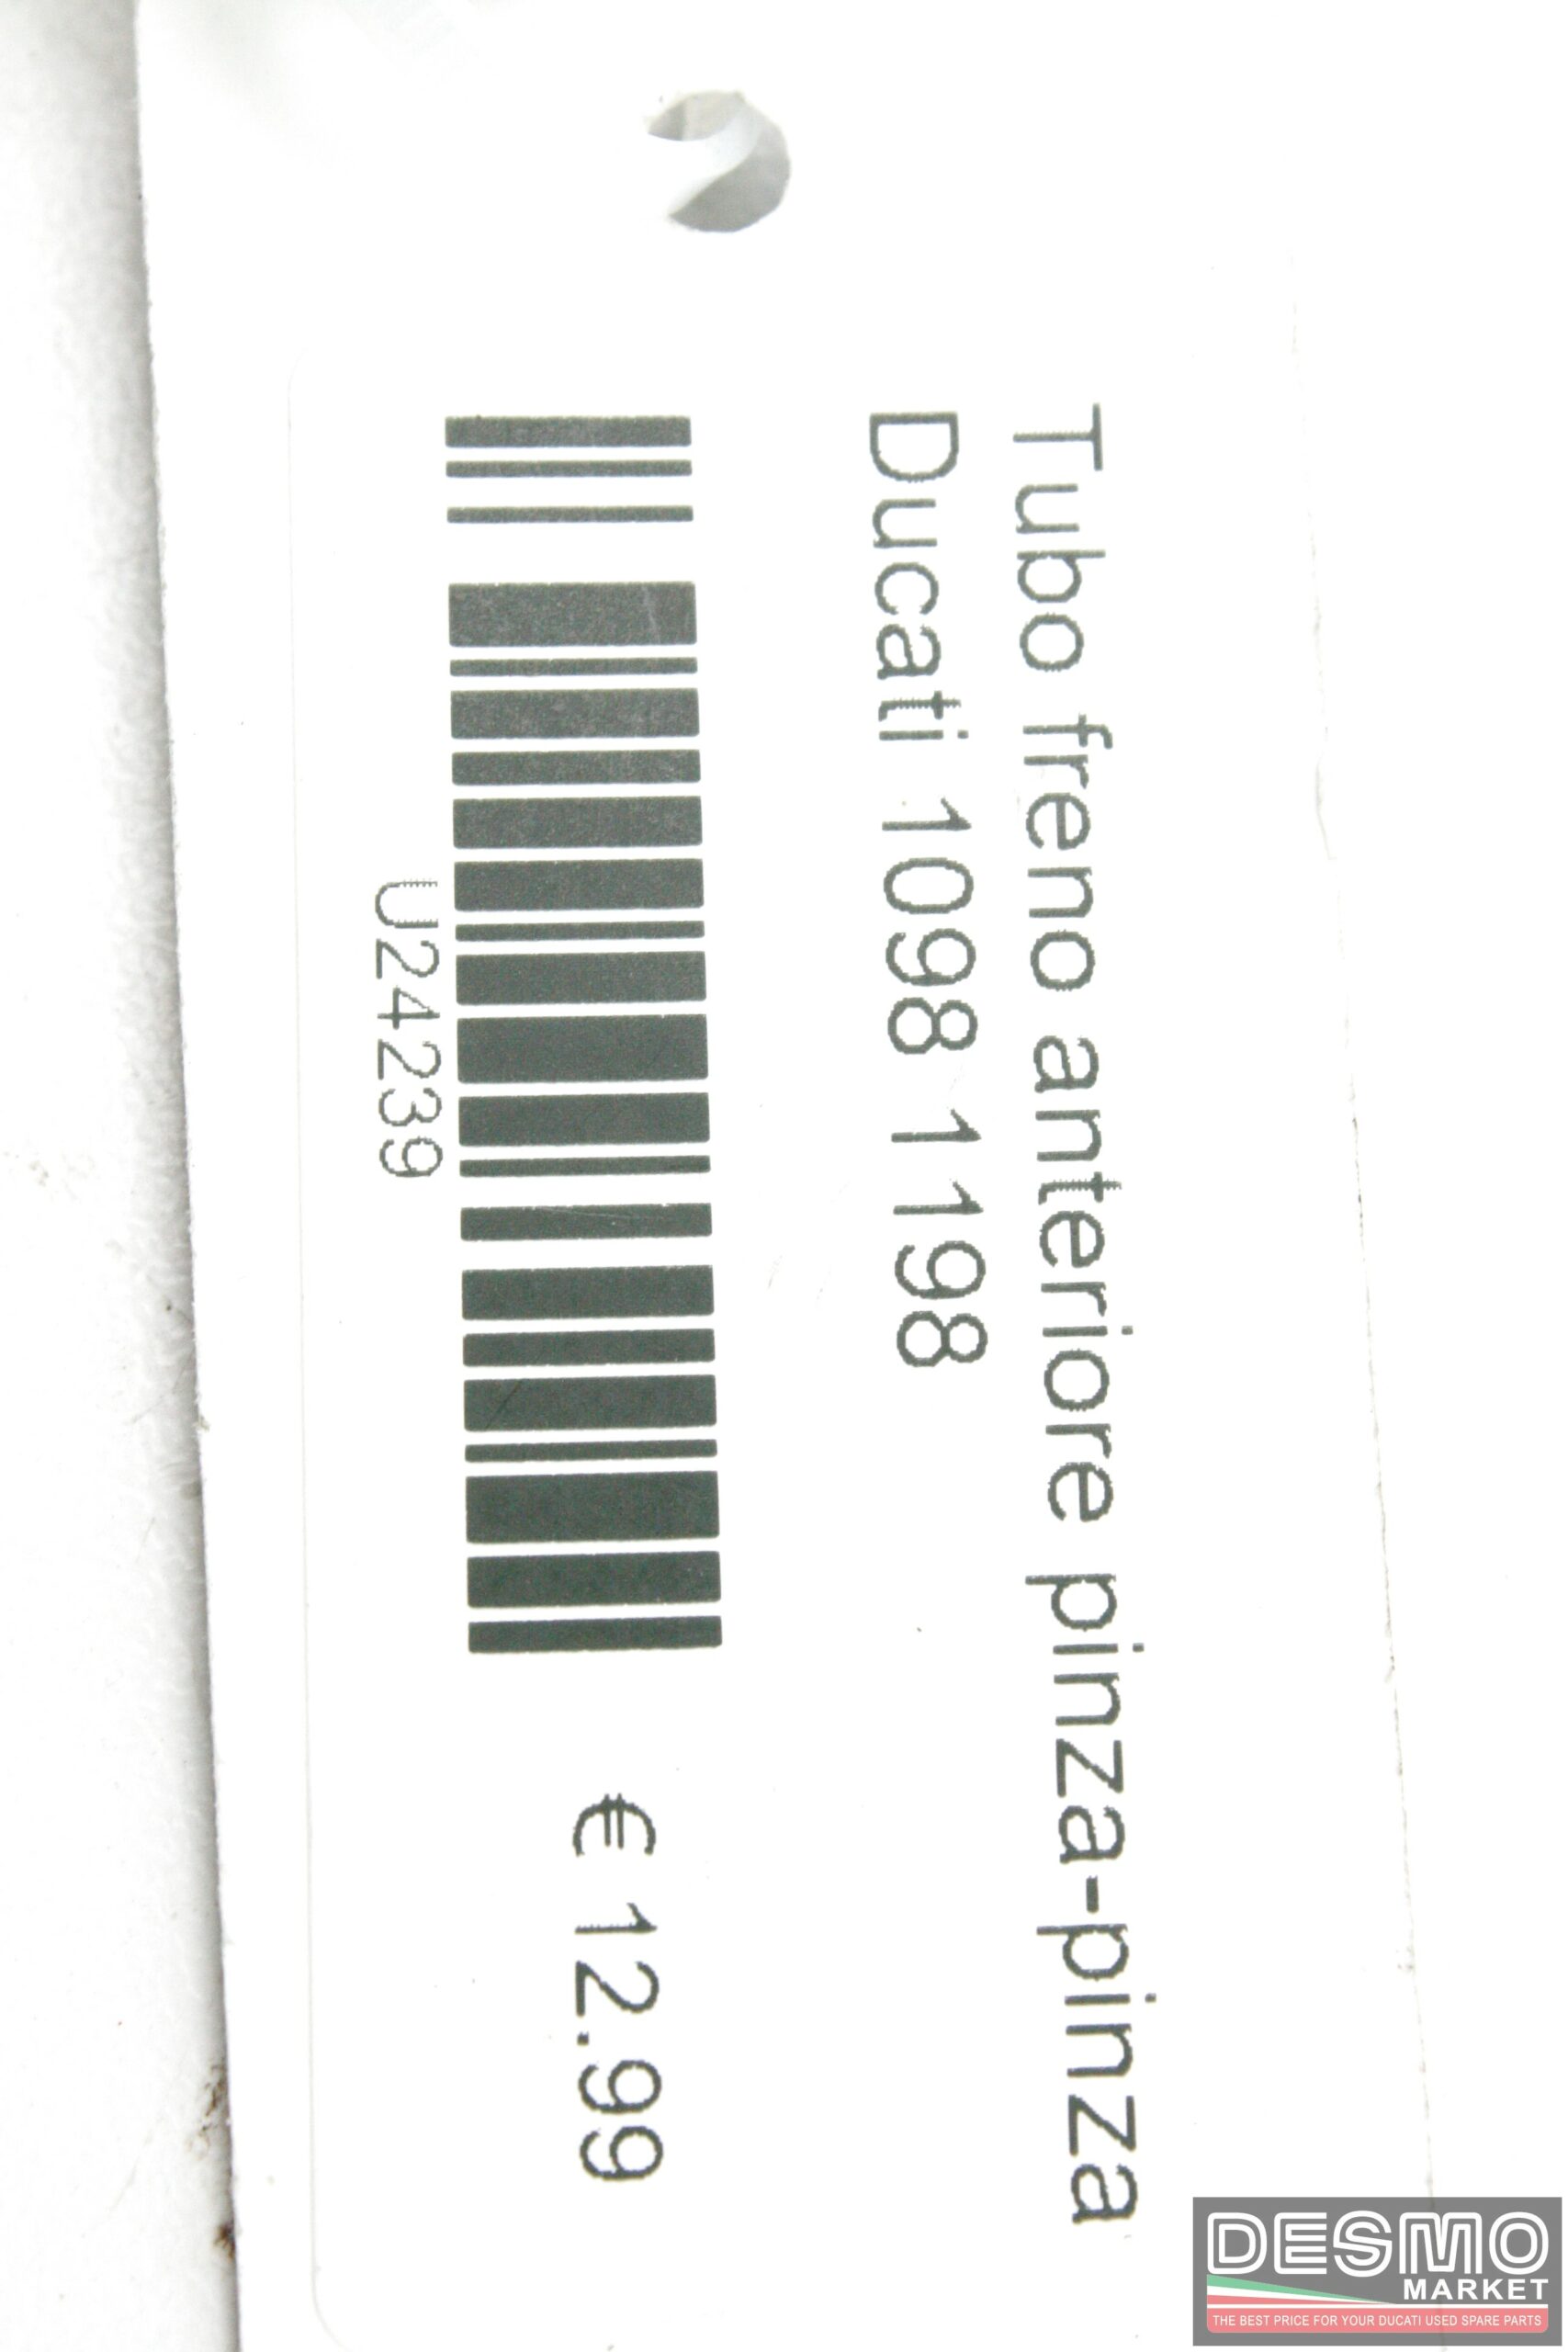 Tubo freno anteriore pinza-pinza
Ducati 1098 1198
U24239
€ 12.99
DESMO
MARKET
THE BEST PRICE FOR YOUR DUCATI USED SPARE PARTS